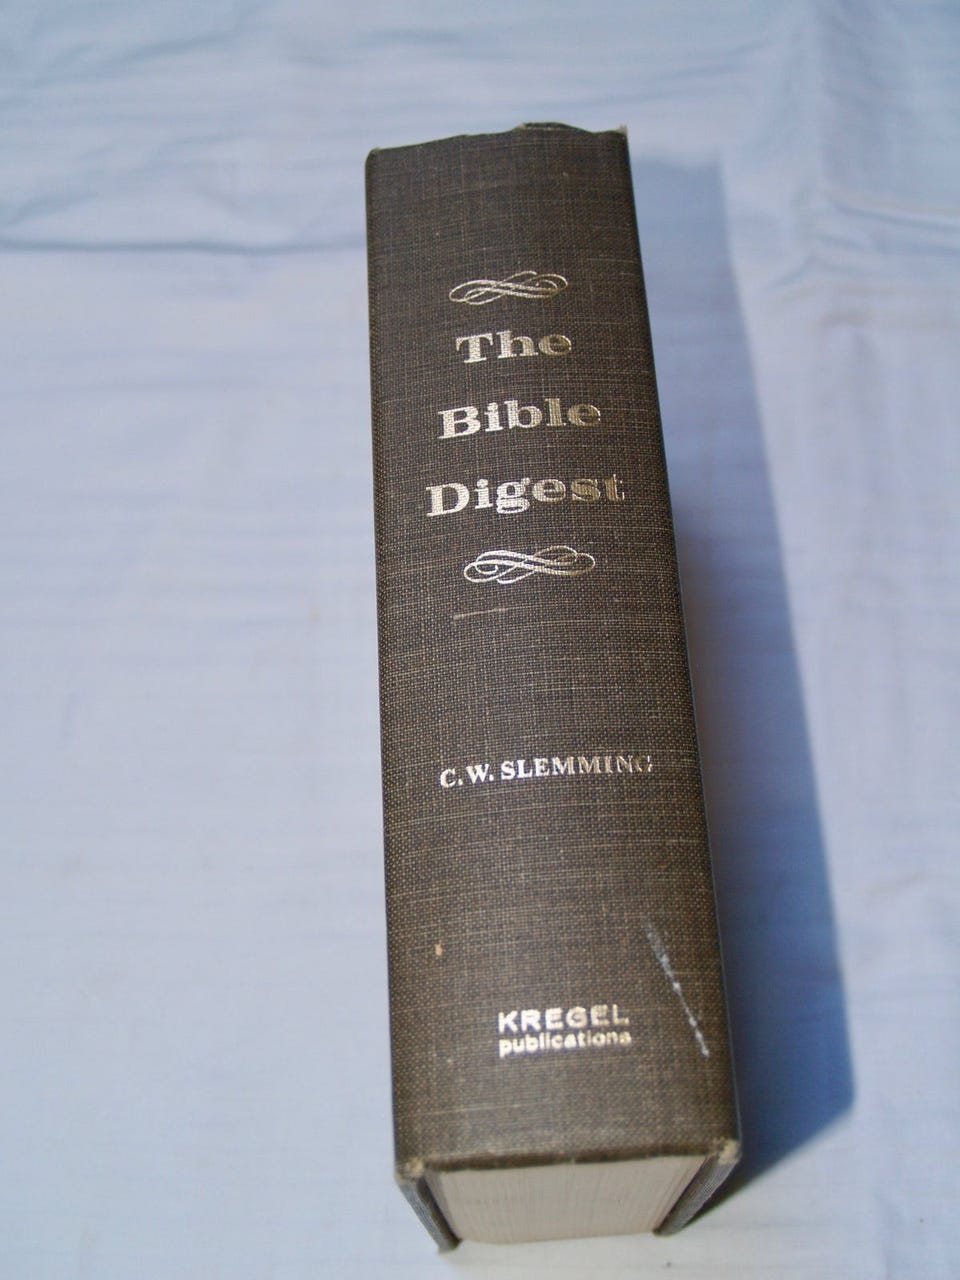 The
Bible
Digest
C.W. SLEMMING
KREGEL
publications